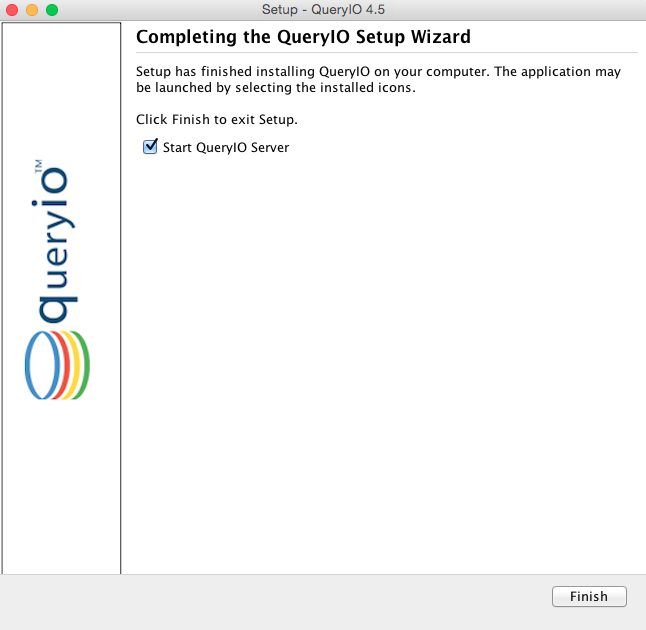 Setup - QueryIO 4.5
Completing the QueryIO Setup Wizard
Setup has finished installing QueryIO on your computer. The application may
be launched by selecting the installed icons.
Click Finish to exit Setup.
Start QueryIO Server
queryio™
Finish